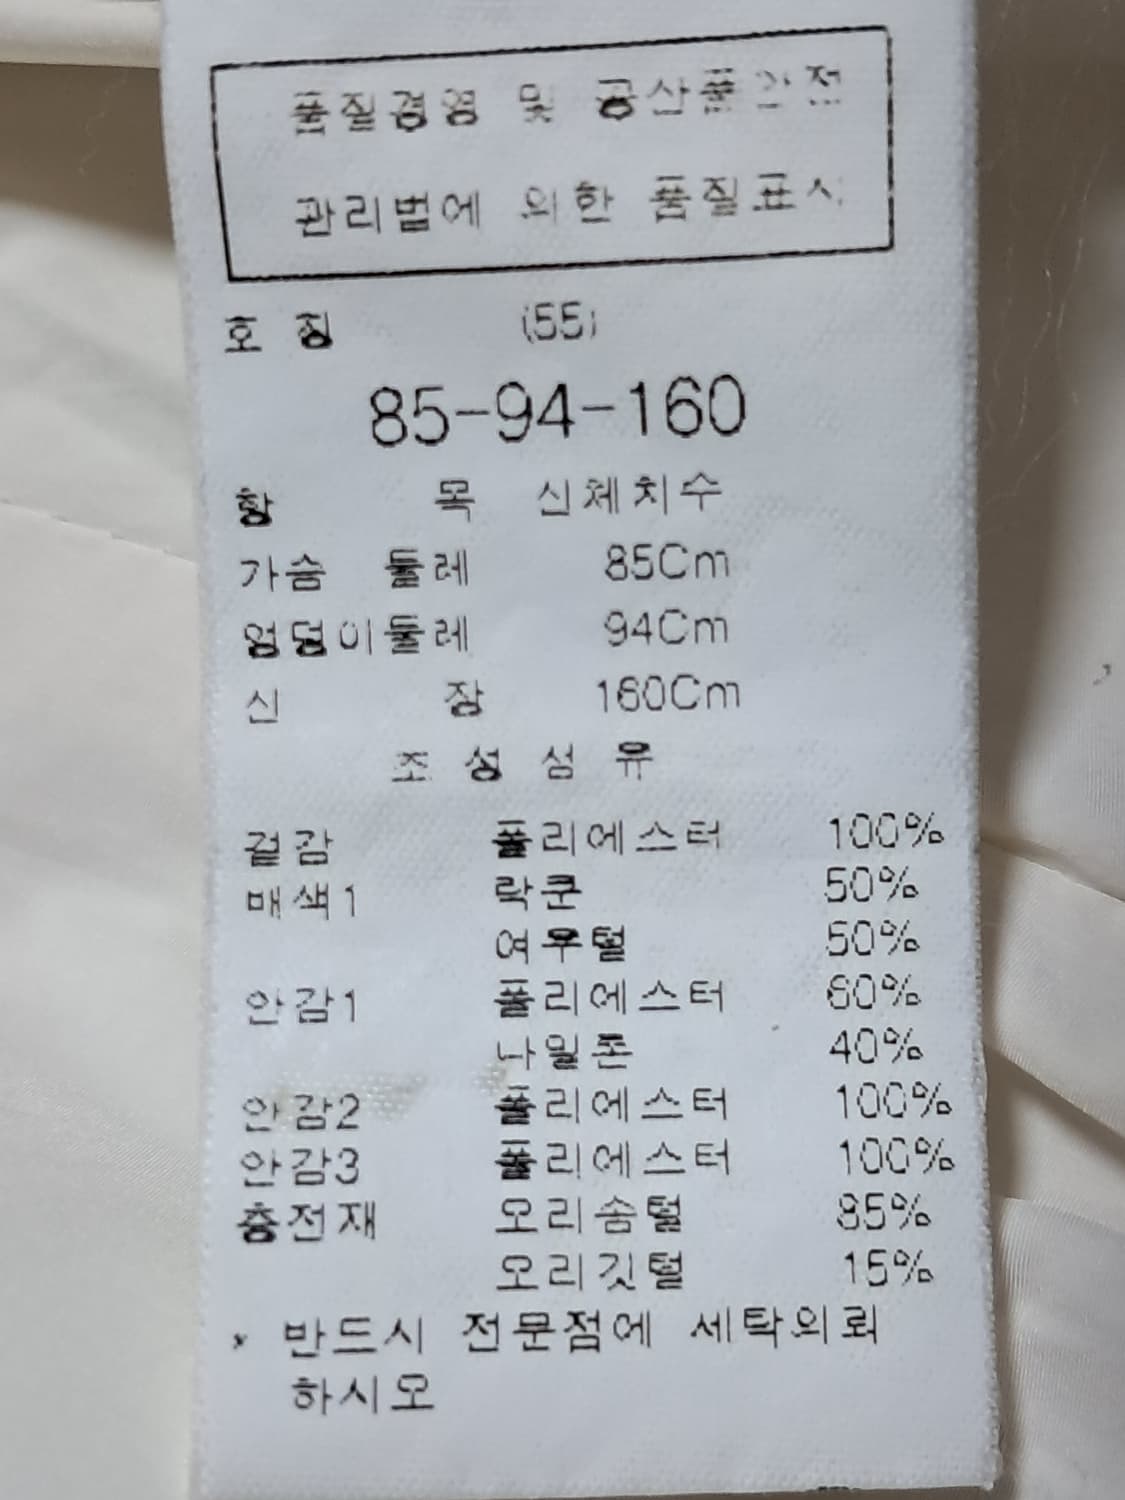 품질경영 및 공산품안전
관리법에 의한 품질표시
호 칭 (55)
85-94-160
항 목 신체치수
가슴 둘레 85Cm
엉덩이둘레 94Cm
신 장 160Cm
조 성 섬 유
겉감 폴리에스터 100%
배색1 락쿤 50%
여우털 50%
안감1 폴리에스터 60%
나일론 40%
안감2 폴리에스터 100%
안감3 폴리에스터 100%
충전재 오리솜털 85%
오리깃털 15%
* 반드시 전문점에 세탁의뢰
하시오